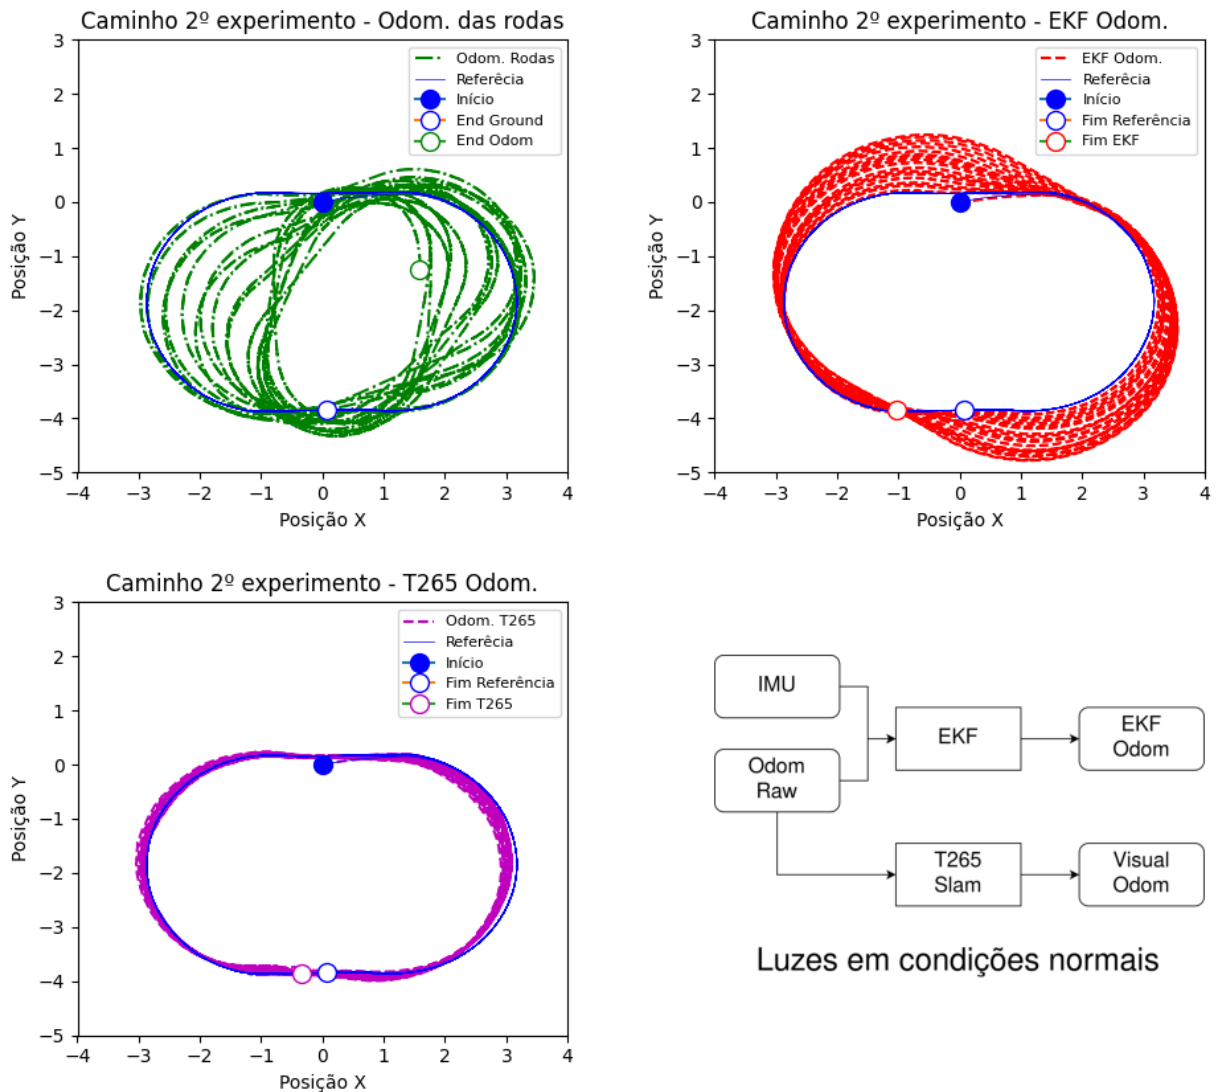 Caminho 2º experimento - Odom. das rodas
3
2
1
0
−1
−2
−3
−4
−5
Posição Y
Odom. Rodas
Referêcia
Início
End Ground
End Odom
−4 −3 −2 −1 0 1 2 3 4
Posição X
Caminho 2º experimento - EKF Odom.
3
2
1
0
−1
−2
−3
−4
−5
Posição Y
EKF Odom.
Referêcia
Início
Fim Referência
Fim EKF
−4 −3 −2 −1 0 1 2 3 4
Posição X
Caminho 2º experimento - T265 Odom.
3
2
1
0
−1
−2
−3
−4
−5
Posição Y
Odom. T265
Referêcia
Início
Fim Referência
Fim T265
−4 −3 −2 −1 0 1 2 3 4
Posição X
IMU
Odom
Raw
EKF
EKF
Odom
T265
Slam
Visual
Odom
Luzes em condições normais